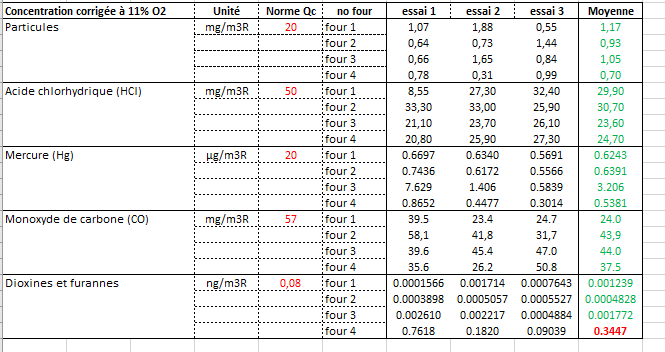 Concentration corrigée à 11% O2 Unité Norme Qc no four essai 1 essai 2 essai 3 Moyenne
Particules mg/m3R 20 four 1 1,07 1,88 0,55 1,17
four 2 0,64 0,73 1,44 0,93
four 3 0,66 1,65 0,84 1,05
four 4 0,78 0,31 0,99 0,70
Acide chlorhydrique (HCl) mg/m3R 50 four 1 8,55 27,30 32,40 29,90
four 2 33,30 33,00 25,90 30,70
four 3 21,10 23,70 26,10 23,60
four 4 20,80 25,90 27,30 24,70
Mercure (Hg) µg/m3R 20 four 1 0.6697 0.6340 0.5691 0.6243
four 2 0.7436 0.6172 0.5566 0.6391
four 3 7.629 1.406 0.5839 3.206
four 4 0.8652 0.4477 0.3014 0.5381
Monoxyde de carbone (CO) mg/m3R 57 four 1 39.5 23.4 24.7 24.0
four 2 58,1 41,8 31,7 43,9
four 3 39.6 45.4 47.0 44.0
four 4 35.6 26.2 50.8 37.5
Dioxines et furannes ng/m3R 0,08 four 1 0.0001566 0.001714 0.0007643 0.001239
four 2 0.0003898 0.0005057 0.0005527 0.0004828
four 3 0.002610 0.002217 0.0004884 0.001772
four 4 0.7618 0.1820 0.09039 0.3447